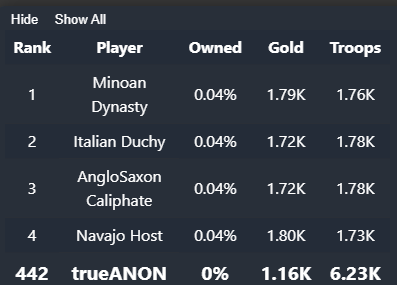 Hide Show All
Rank Player Owned Gold Troops
1 Minoan Dynasty 0.04% 1.79K 1.76K
2 Italian Duchy 0.04% 1.72K 1.78K
3 AngloSaxon Caliphate 0.04% 1.72K 1.78K
4 Navajo Host 0.04% 1.80K 1.73K
442 trueANON 0% 1.16K 6.23K